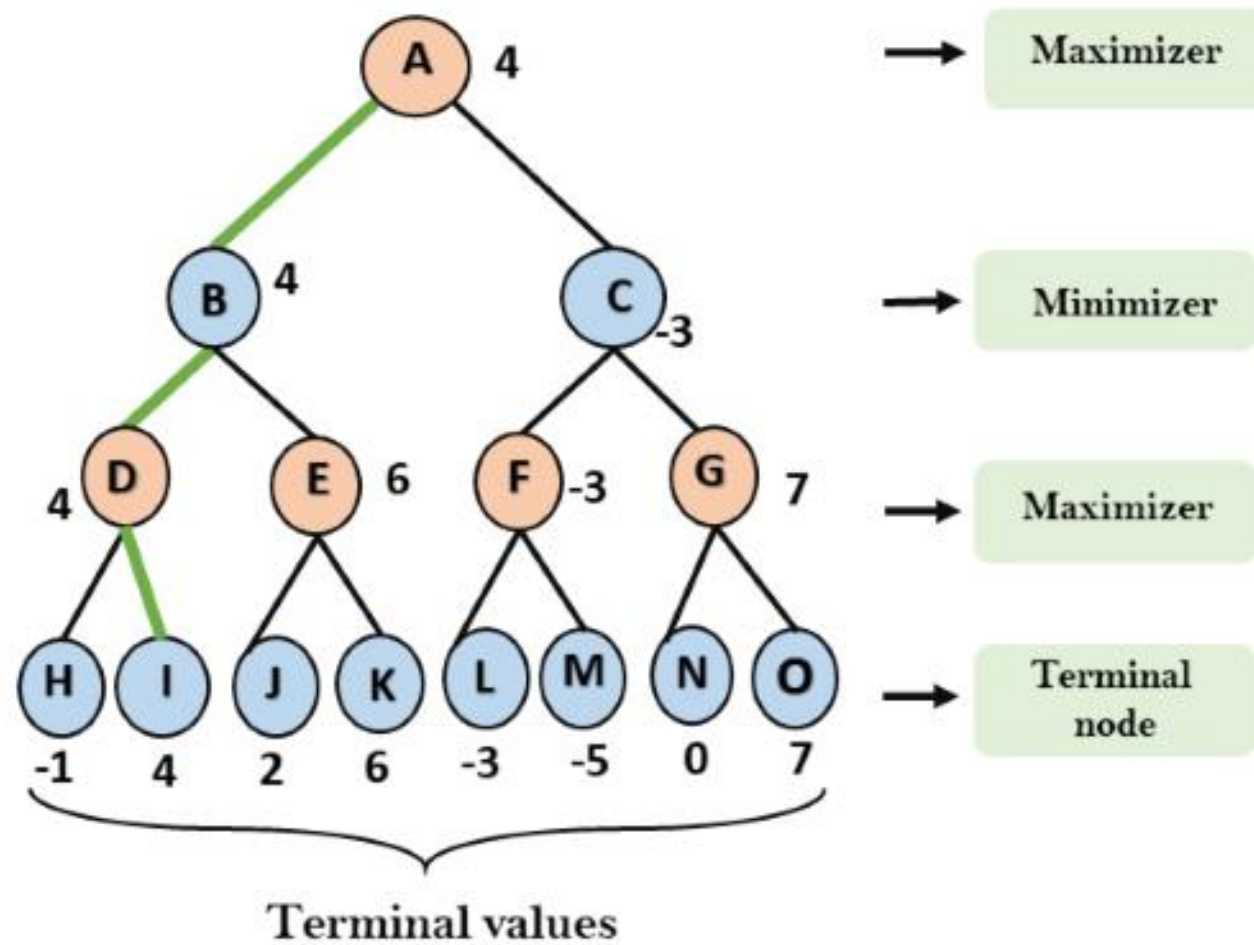 A 4
Maximizer
B 4
C -3
Minimizer
D 4
E 6
F -3
G 7
Maximizer
H I J K L M N O
Terminal
node
-1 4 2 6 -3 -5 0 7
Terminal values